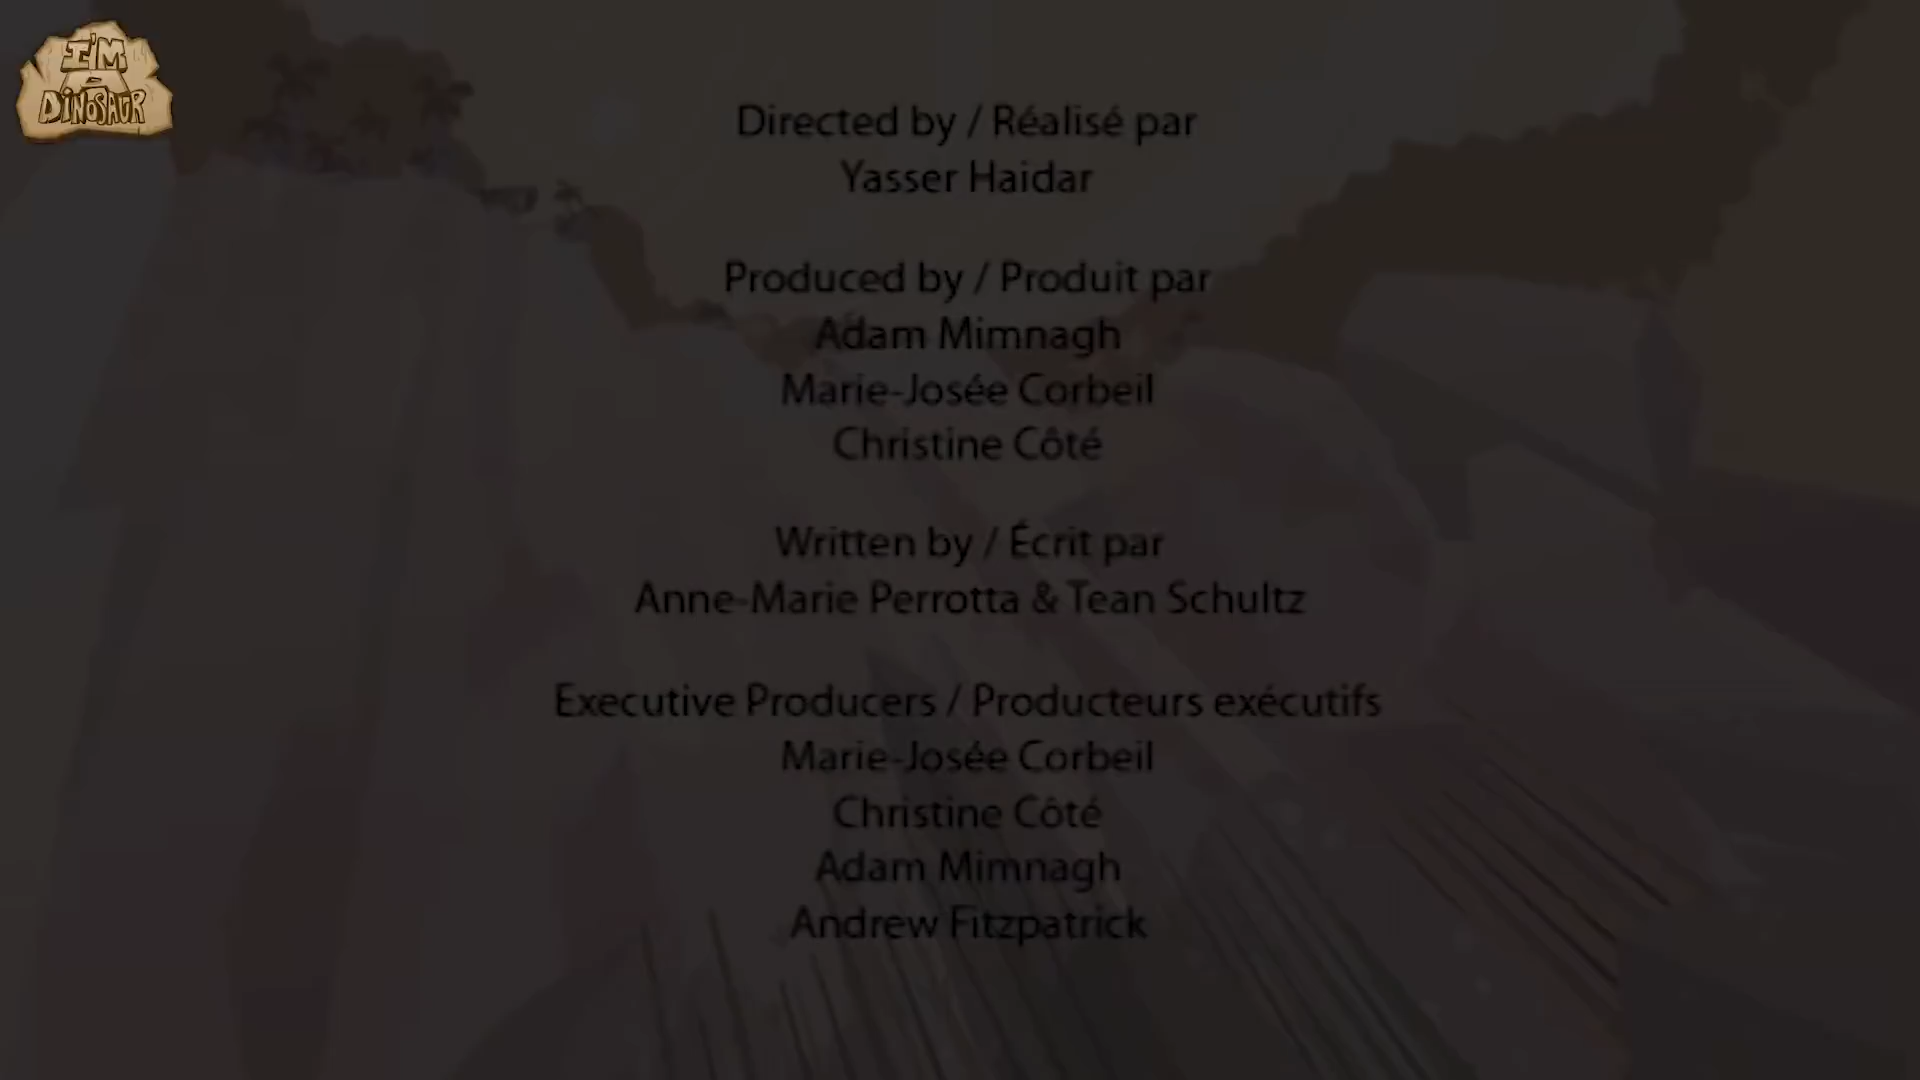 I'M
A
DINOSAUR
Directed by / Réalisé par
Yasser Haidar
Produced by / Produit par
Adam Mimnagh
Marie-Josée Corbeil
Christine Côté
Written by / Écrit par
Anne-Marie Perrotta & Tean Schultz
Executive Producers / Producteurs exécutifs
Marie-Josée Corbeil
Christine Côté
Adam Mimnagh
Andrew Fitzpatrick